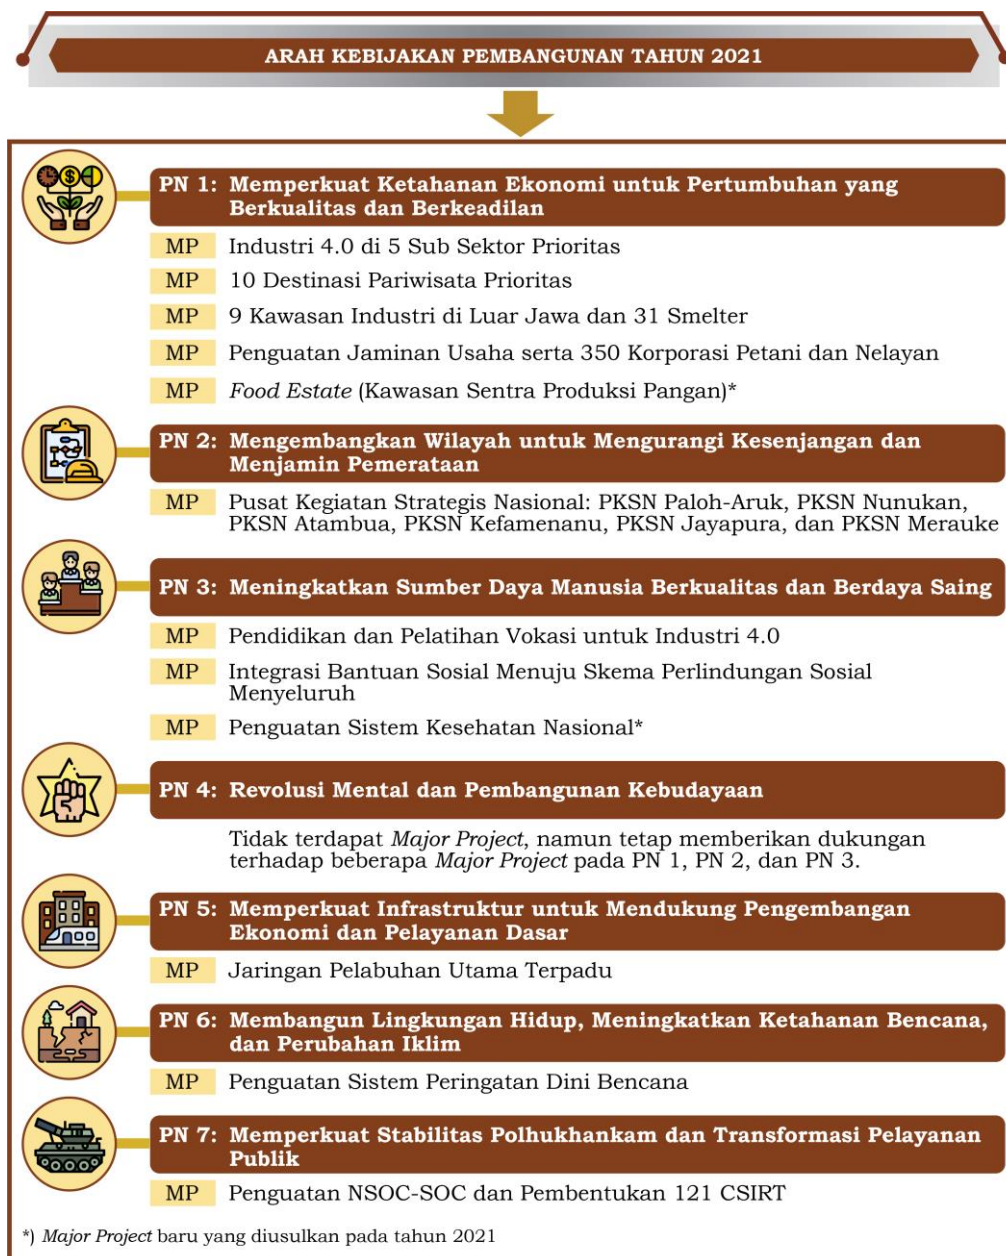 ARAH KEBIJAKAN PEMBANGUNAN TAHUN 2021
PN 1: Memperkuat Ketahanan Ekonomi untuk Pertumbuhan yang
Berkualitas dan Berkeadilan
MP Industri 4.0 di 5 Sub Sektor Prioritas
MP 10 Destinasi Pariwisata Prioritas
MP 9 Kawasan Industri di Luar Jawa dan 31 Smelter
MP Penguatan Jaminan Usaha serta 350 Korporasi Petani dan Nelayan
MP Food Estate (Kawasan Sentra Produksi Pangan)*
PN 2: Mengembangkan Wilayah untuk Mengurangi Kesenjangan dan
Menjamin Pemerataan
MP Pusat Kegiatan Strategis Nasional: PKSN Paloh-Aruk, PKSN Nunukan,
PKSN Atambua, PKSN Kefamenanu, PKSN Jayapura, dan PKSN Merauke
PN 3: Meningkatkan Sumber Daya Manusia Berkualitas dan Berdaya Saing
MP Pendidikan dan Pelatihan Vokasi untuk Industri 4.0
MP Integrasi Bantuan Sosial Menuju Skema Perlindungan Sosial
Menyeluruh
MP Penguatan Sistem Kesehatan Nasional*
PN 4: Revolusi Mental dan Pembangunan Kebudayaan
Tidak terdapat Major Project, namun tetap memberikan dukungan
terhadap beberapa Major Project pada PN 1, PN 2, dan PN 3.
PN 5: Memperkuat Infrastruktur untuk Mendukung Pengembangan
Ekonomi dan Pelayanan Dasar
MP Jaringan Pelabuhan Utama Terpadu
PN 6: Membangun Lingkungan Hidup, Meningkatkan Ketahanan Bencana,
dan Perubahan Iklim
MP Penguatan Sistem Peringatan Dini Bencana
PN 7: Memperkuat Stabilitas Polhukhankam dan Transformasi Pelayanan
Publik
MP Penguatan NSOC-SOC dan Pembentukan 121 CSIRT
*) Major Project baru yang diusulkan pada tahun 2021